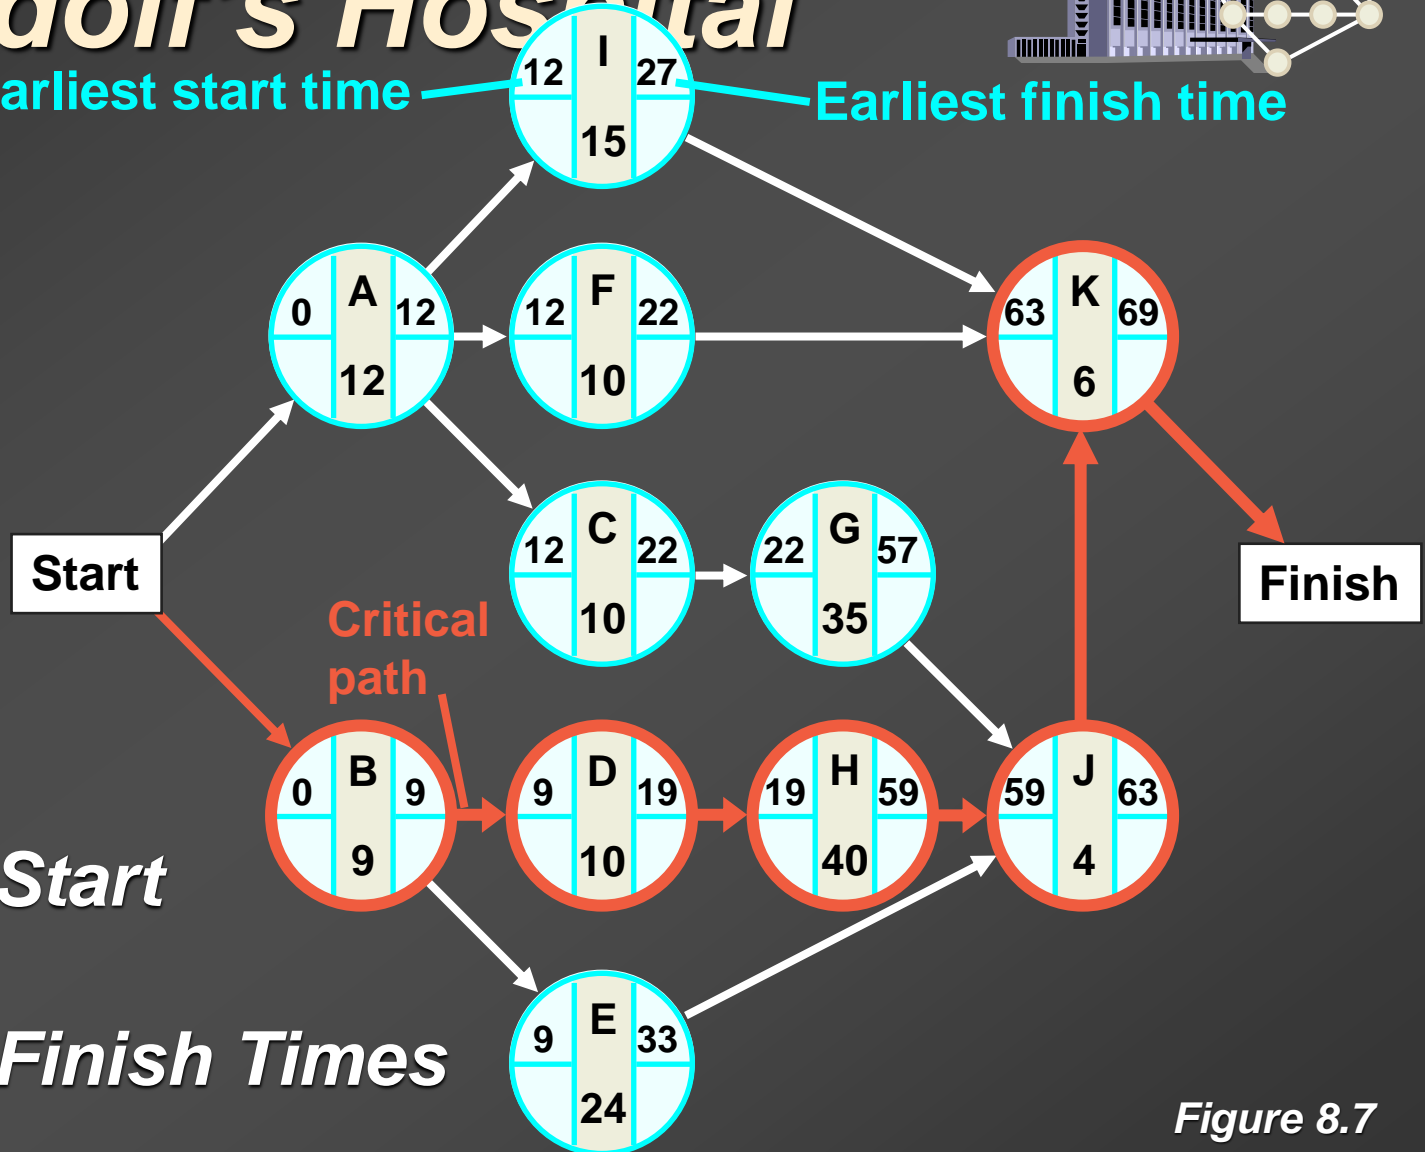 Hospital
arliest start time
Earliest finish time
12 I 27
15
0 A 12
12
12 F 22
10
63 K 69
6
12 C 22
10
22 G 57
35
Start
Finish
Critical
path
0 B 9
9
9 D 19
10
19 H 59
40
59 J 63
4
Start
9 E 33
24
Finish Times
Figure 8.7